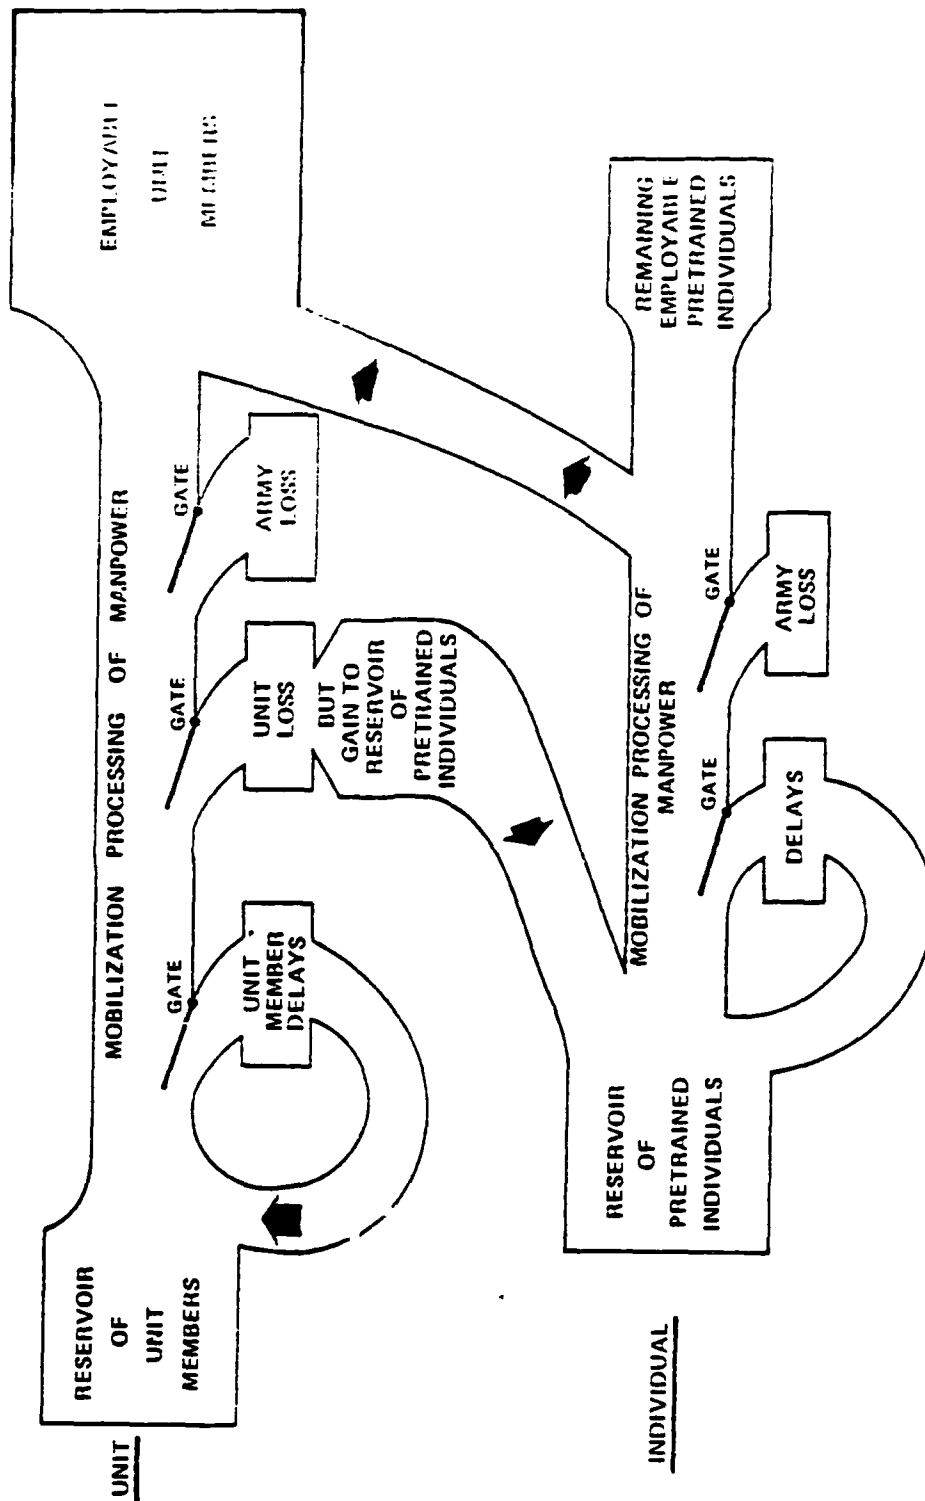 UNIT
RESERVOIR
OF
UNIT
MEMBERS
MOBILIZATION PROCESSING OF MANPOWER
GATE
UNIT
MEMBER
DELAYS
GATE
UNIT
LOSS
BUT
GAIN TO
RESERVOIR
OF
PRETRAINED
INDIVIDUALS
GATE
ARMY
LOSS
EMPLOYABLE
UNIT
MEMBERS
INDIVIDUAL
RESERVOIR
OF
PRETRAINED
INDIVIDUALS
MOBILIZATION PROCESSING OF
MANPOWER
GATE
DELAYS
GATE
ARMY
LOSS
REMAINING
EMPLOYABLE
PRETRAINED
INDIVIDUALS